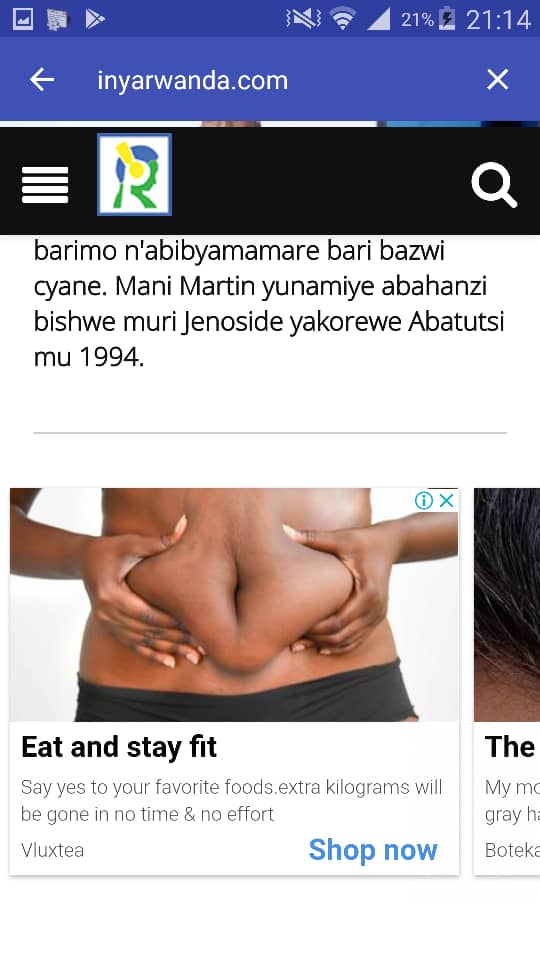 21% 21:14
inyarwanda.com
R
barimo n'abibyamamare bari bazwi
cyane. Mani Martin yunamiye abahanzi
bishwe muri Jenoside yakorewe Abatutsi
mu 1994.
Eat and stay fit
Say yes to your favorite foods.extra kilograms will
be gone in no time & no effort
Vluxtea
Shop now
The
My mo
gray ha
Boteka